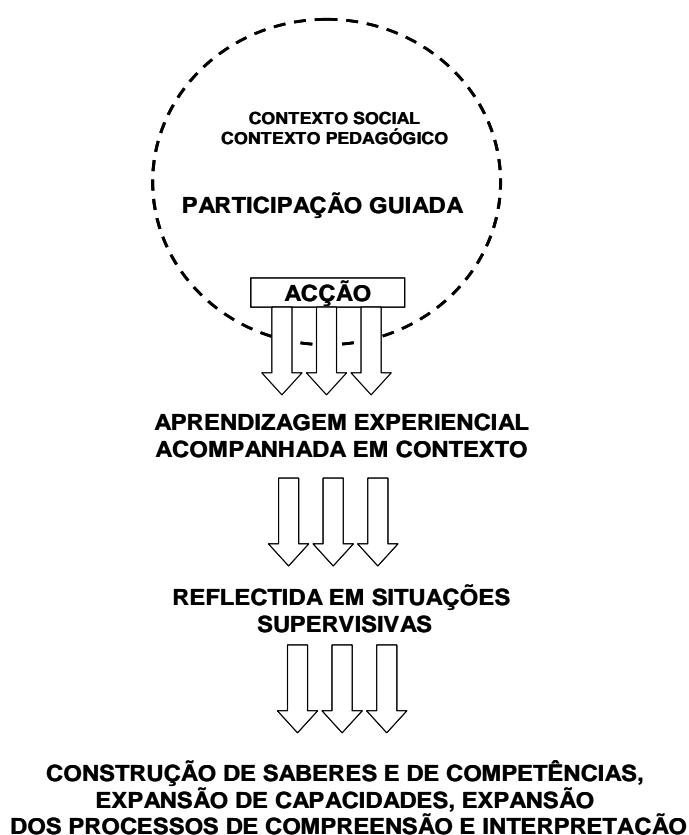 CONTEXTO SOCIAL
CONTEXTO PEDAGÓGICO
PARTICIPAÇÃO GUIADA
ACÇÃO
APRENDIZAGEM EXPERIENCIAL
ACOMPANHADA EM CONTEXTO
REFLECTIDA EM SITUAÇÕES
SUPERVISIVAS
CONSTRUÇÃO DE SABERES E DE COMPETÊNCIAS,
EXPANSÃO DE CAPACIDADES, EXPANSÃO
DOS PROCESSOS DE COMPREENSÃO E INTERPRETAÇÃO